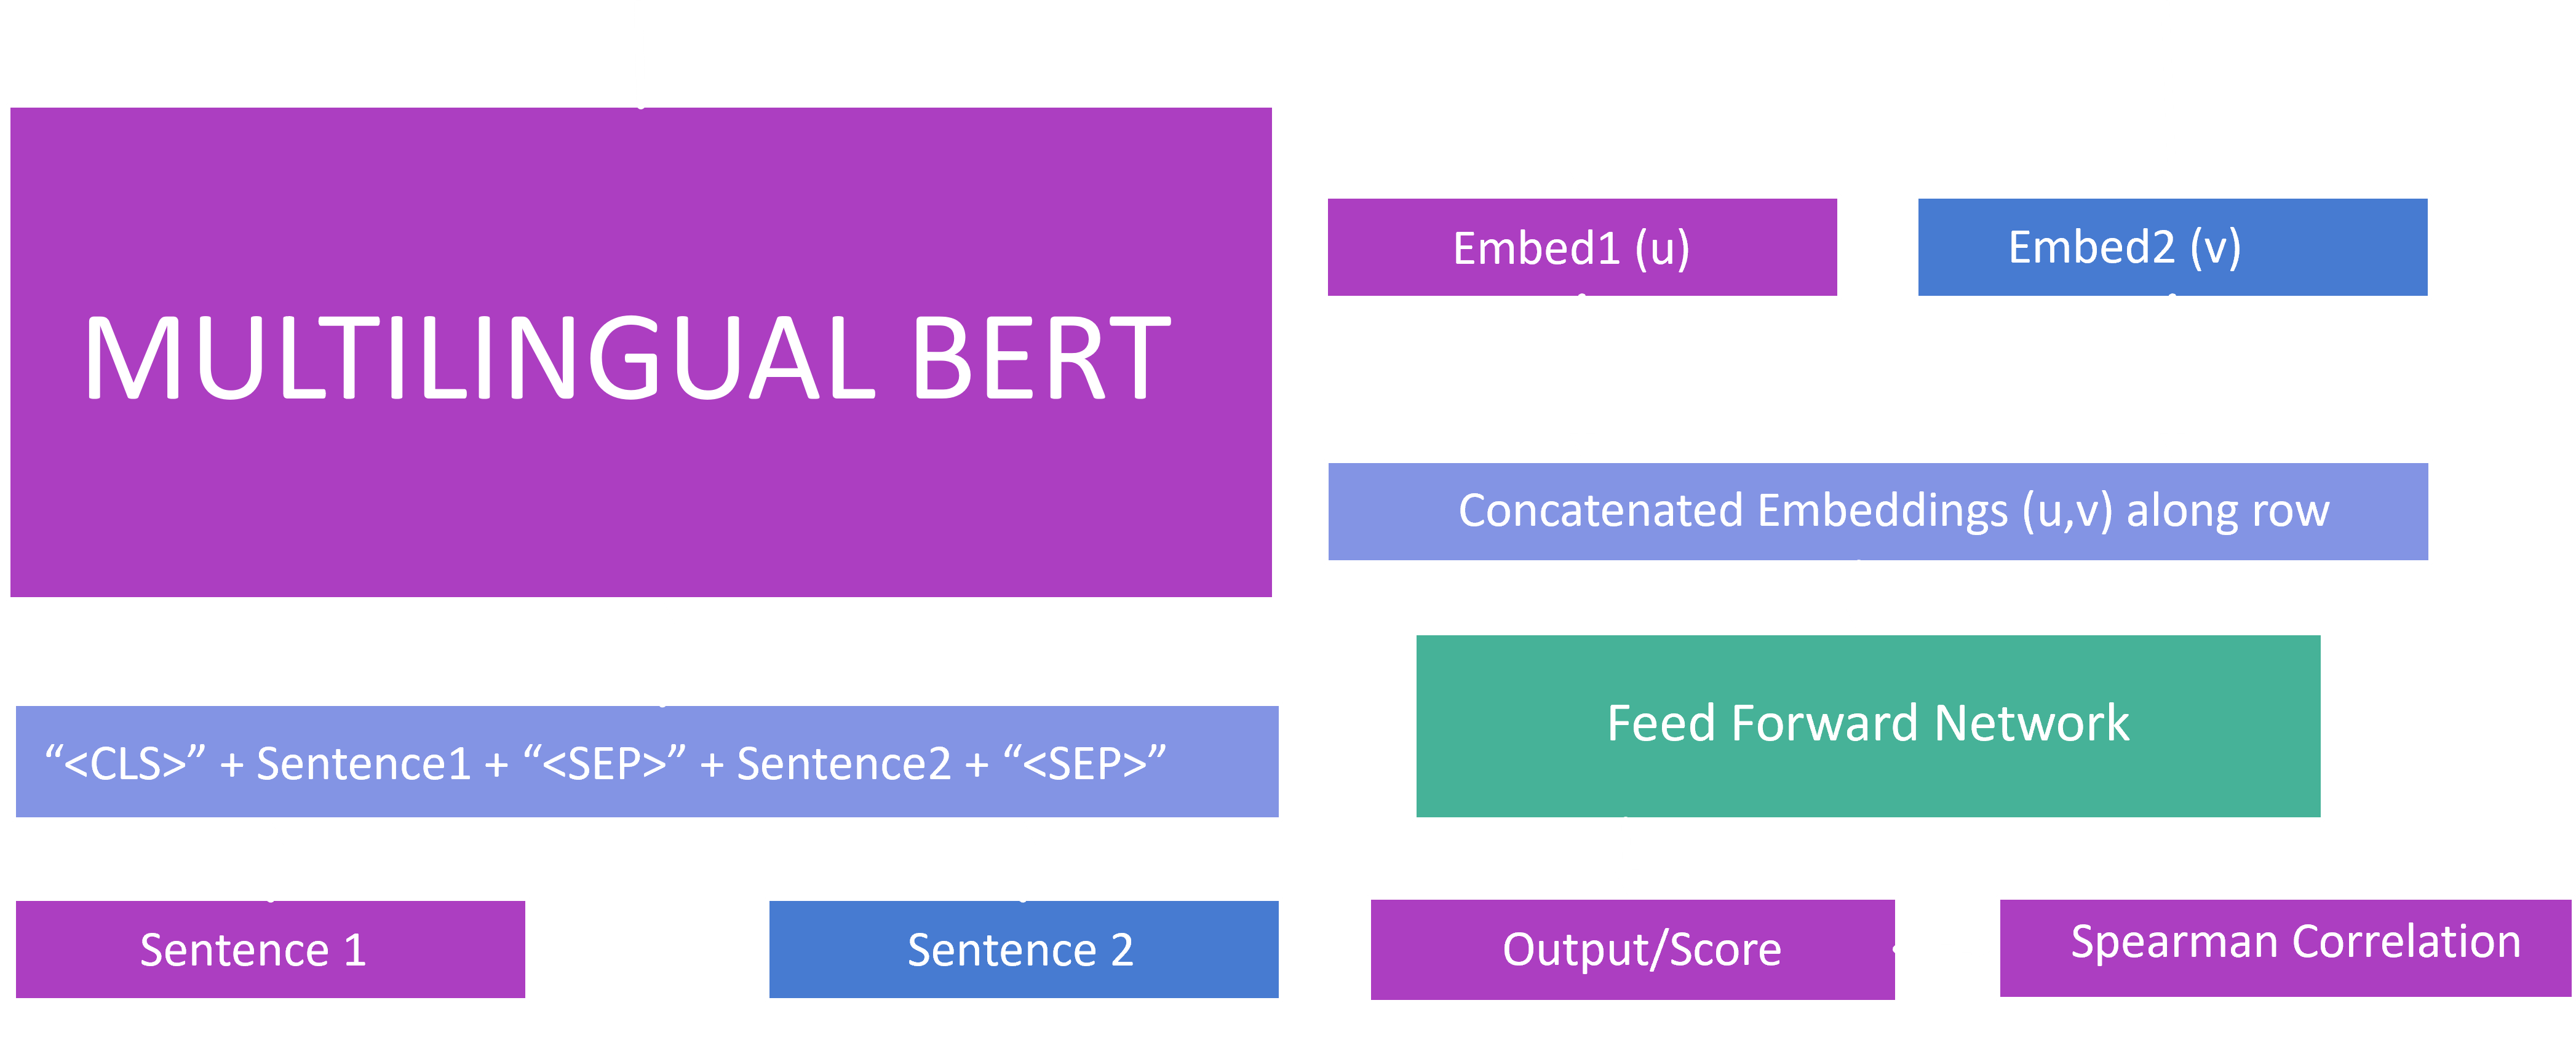 MULTILINGUAL BERT
Embed1 (u)
Embed2 (v)
Concatenated Embeddings (u,v) along row
Feed Forward Network
“<CLS>” + Sentence1 + “<SEP>” + Sentence2 + “<SEP>”
Sentence 1
Sentence 2
Output/Score
Spearman Correlation